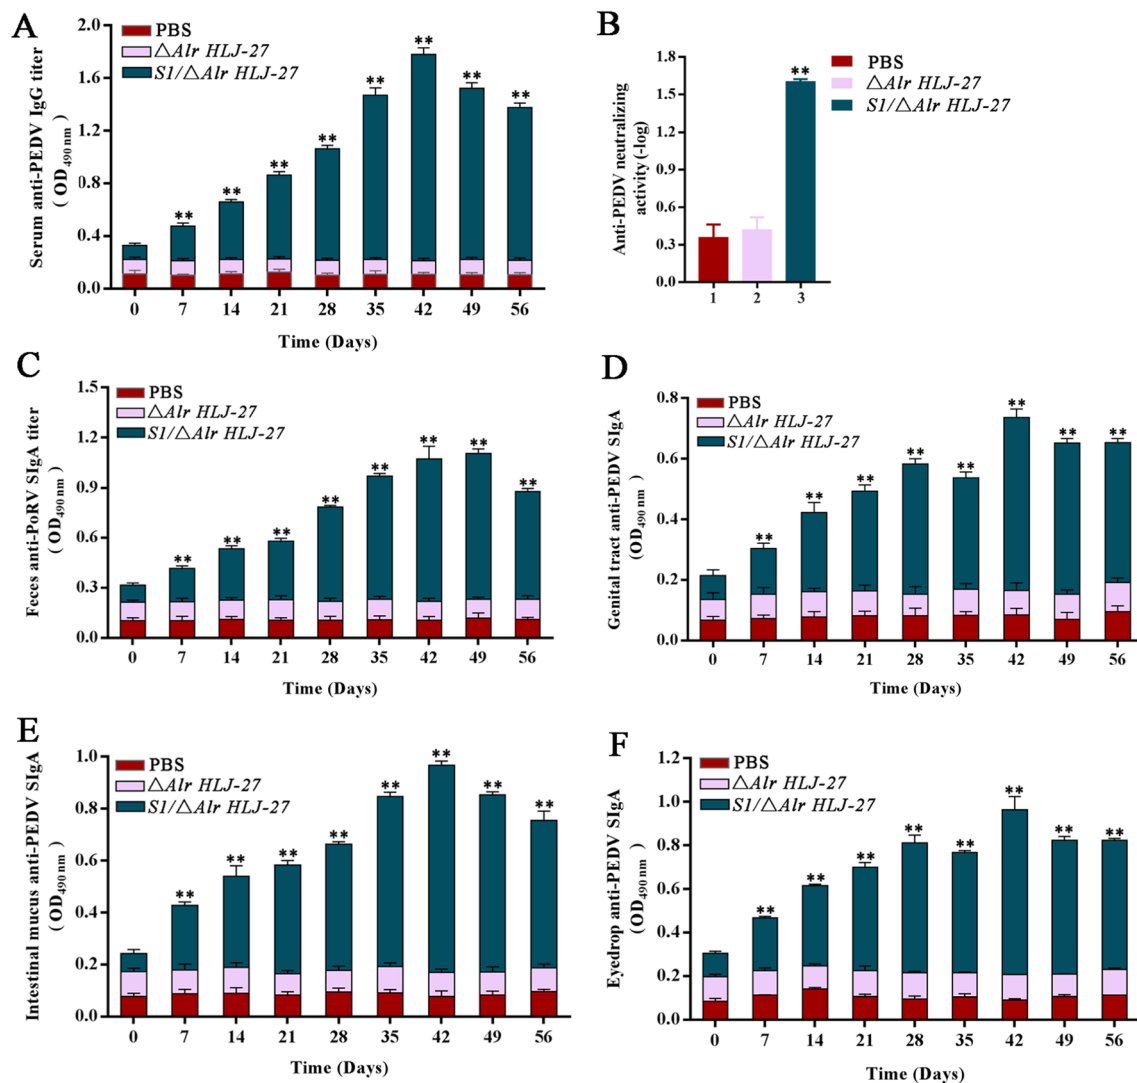 A
PBS
△Alr HLJ-27
S1/△Alr HLJ-27
Serum anti-PEDV IgG titer
( OD490 nm )
2.0
1.6
1.2
0.8
0.4
0.0
** ** ** ** ** ** ** **
0 7 14 21 28 35 42 49 56
Time (Days)
B
PBS
△Alr HLJ-27
S1/△Alr HLJ-27
Anti-PEDV neutralizing
activity (-log)
1.8
1.5
1.2
0.9
0.6
0.3
0.0
**
1 2 3
C
PBS
△Alr HLJ-27
S1/△Alr HLJ-27
Feces anti-PoRV SIgA titer
( OD490 nm )
1.5
1.2
0.9
0.6
0.3
0.0
** ** ** ** ** ** ** **
0 7 14 21 28 35 42 49 56
Time (Days)
D
PBS
△Alr HLJ-27
S1/△Alr HLJ-27
Genital tract anti-PEDV SIgA
(OD490 nm)
0.8
0.6
0.4
0.2
0.0
** ** ** ** ** ** ** **
0 7 14 21 28 35 42 49 56
Time (Days)
E
PBS
△Alr HLJ-27
S1/△Alr HLJ-27
Intestinal mucus anti-PEDV SIgA
( OD490 nm )
1.0
0.8
0.6
0.4
0.2
0.0
** ** ** ** ** ** ** **
0 7 14 21 28 35 42 49 56
Time (Days)
F
PBS
△Alr HLJ-27
S1/△Alr HLJ-27
Eyedrop anti-PEDV SIgA
(OD490 nm)
1.2
1.0
0.8
0.6
0.4
0.2
0.0
** ** ** ** ** ** ** **
0 7 14 21 28 35 42 49 56
Time (Days)